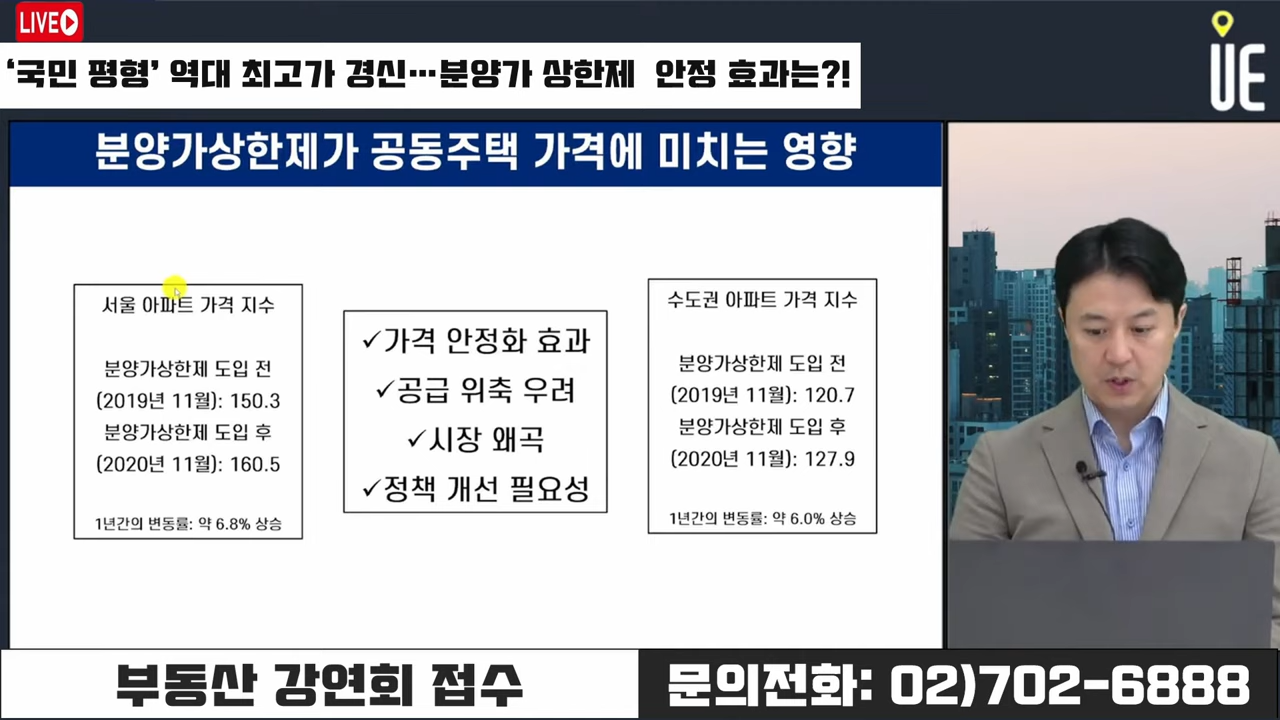 LIVE
UE
‘국민 평형’ 역대 최고가 경신…분양가 상한제 안정 효과는?!
분양가상한제가 공동주택 가격에 미치는 영향
서울 아파트 가격 지수
분양가상한제 도입 전
(2019년 11월): 150.3
분양가상한제 도입 후
(2020년 11월): 160.5
1년간의 변동률: 약 6.8% 상승
✓가격 안정화 효과
✓공급 위축 우려
✓시장 왜곡
✓정책 개선 필요성
수도권 아파트 가격 지수
분양가상한제 도입 전
(2019년 11월): 120.7
분양가상한제 도입 후
(2020년 11월): 127.9
1년간의 변동률: 약 6.0% 상승
부동산 강연회 접수
문의전화: 02)702-6888